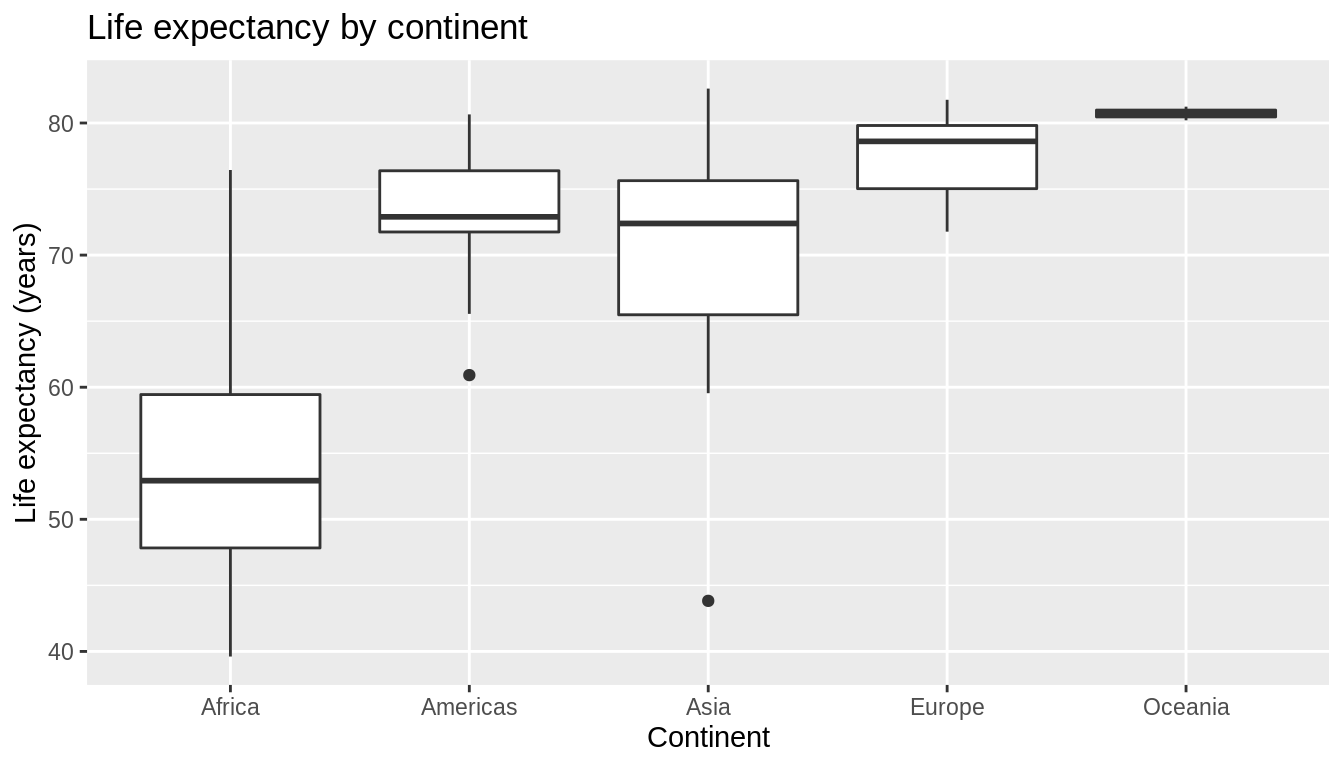 Life expectancy by continent
Life expectancy (years)
80
70
60
50
40
Africa Americas Asia Europe Oceania
Continent